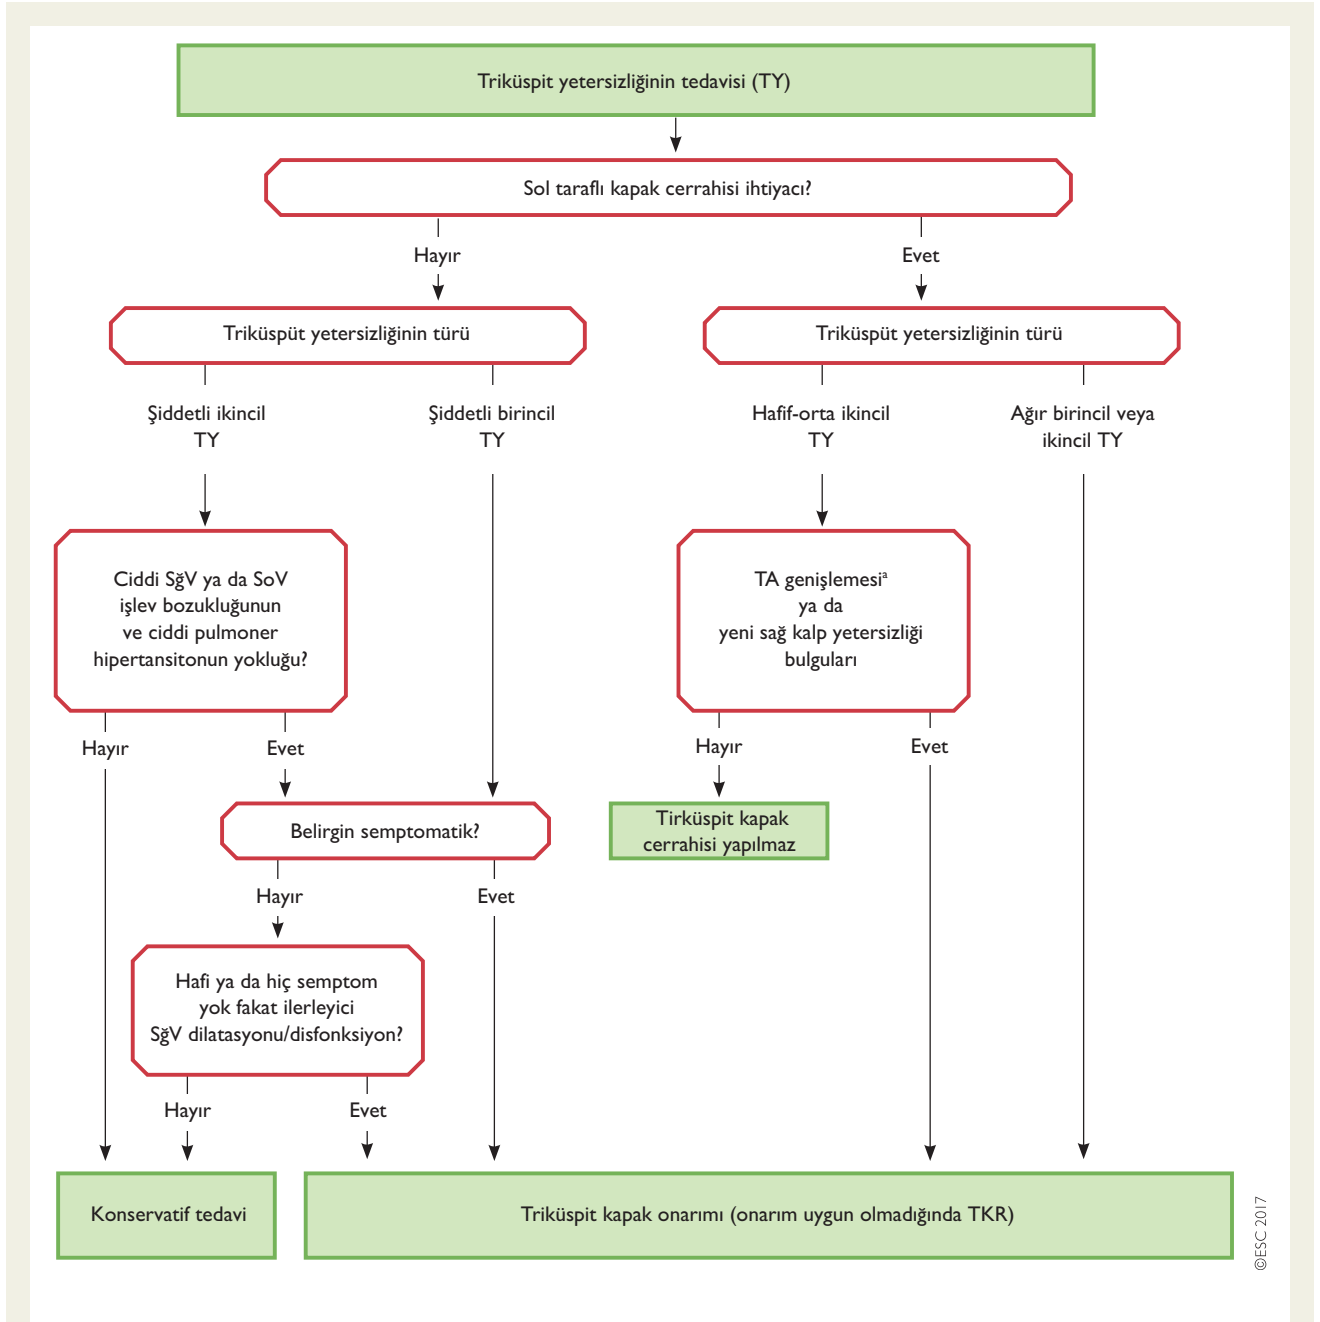 Triküspit yetersizliğinin tedavisi (TY)
Sol taraflı kapak cerrahisi ihtiyacı?
Hayır
Evet
Triküspüt yetersizliğinin türü
Triküspüt yetersizliğinin türü
Şiddetli ikincil
TY
Şiddetli birincil
TY
Hafif-orta ikincil
TY
Ağır birincil veya
ikincil TY
Ciddi SğV ya da SoV
işlev bozukluğunun
ve ciddi pulmoner
hipertansitonun yokluğu?
TA genişlemesiᵃ
ya da
yeni sağ kalp yetersizliği
bulguları
Hayır
Evet
Hayır
Evet
Belirgin semptomatik?
Tirküspit kapak
cerrahisi yapılmaz
Hayır
Evet
Hafi ya da hiç semptom
yok fakat ilerleyici
SğV dilatasyonu/disfonksiyon?
Hayır
Evet
Konservatif tedavi
Triküspit kapak onarımı (onarım uygun olmadığında TKR)
©ESC 2017